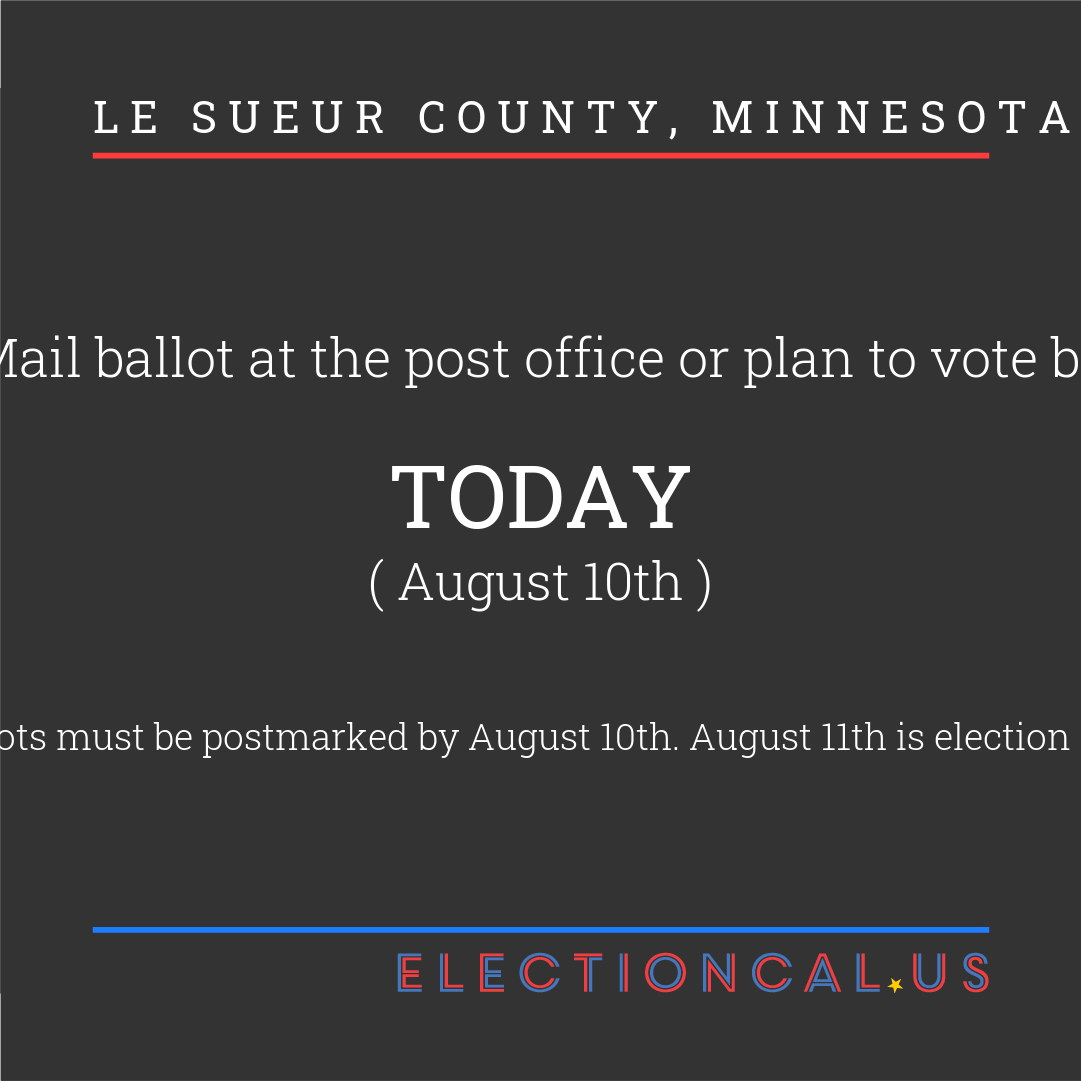 LE SUEUR COUNTY, MINNESOTA
Mail ballot at the post office or plan to vote b
TODAY
( August 10th )
ots must be postmarked by August 10th. August 11th is election
ELECTIONCAL.US